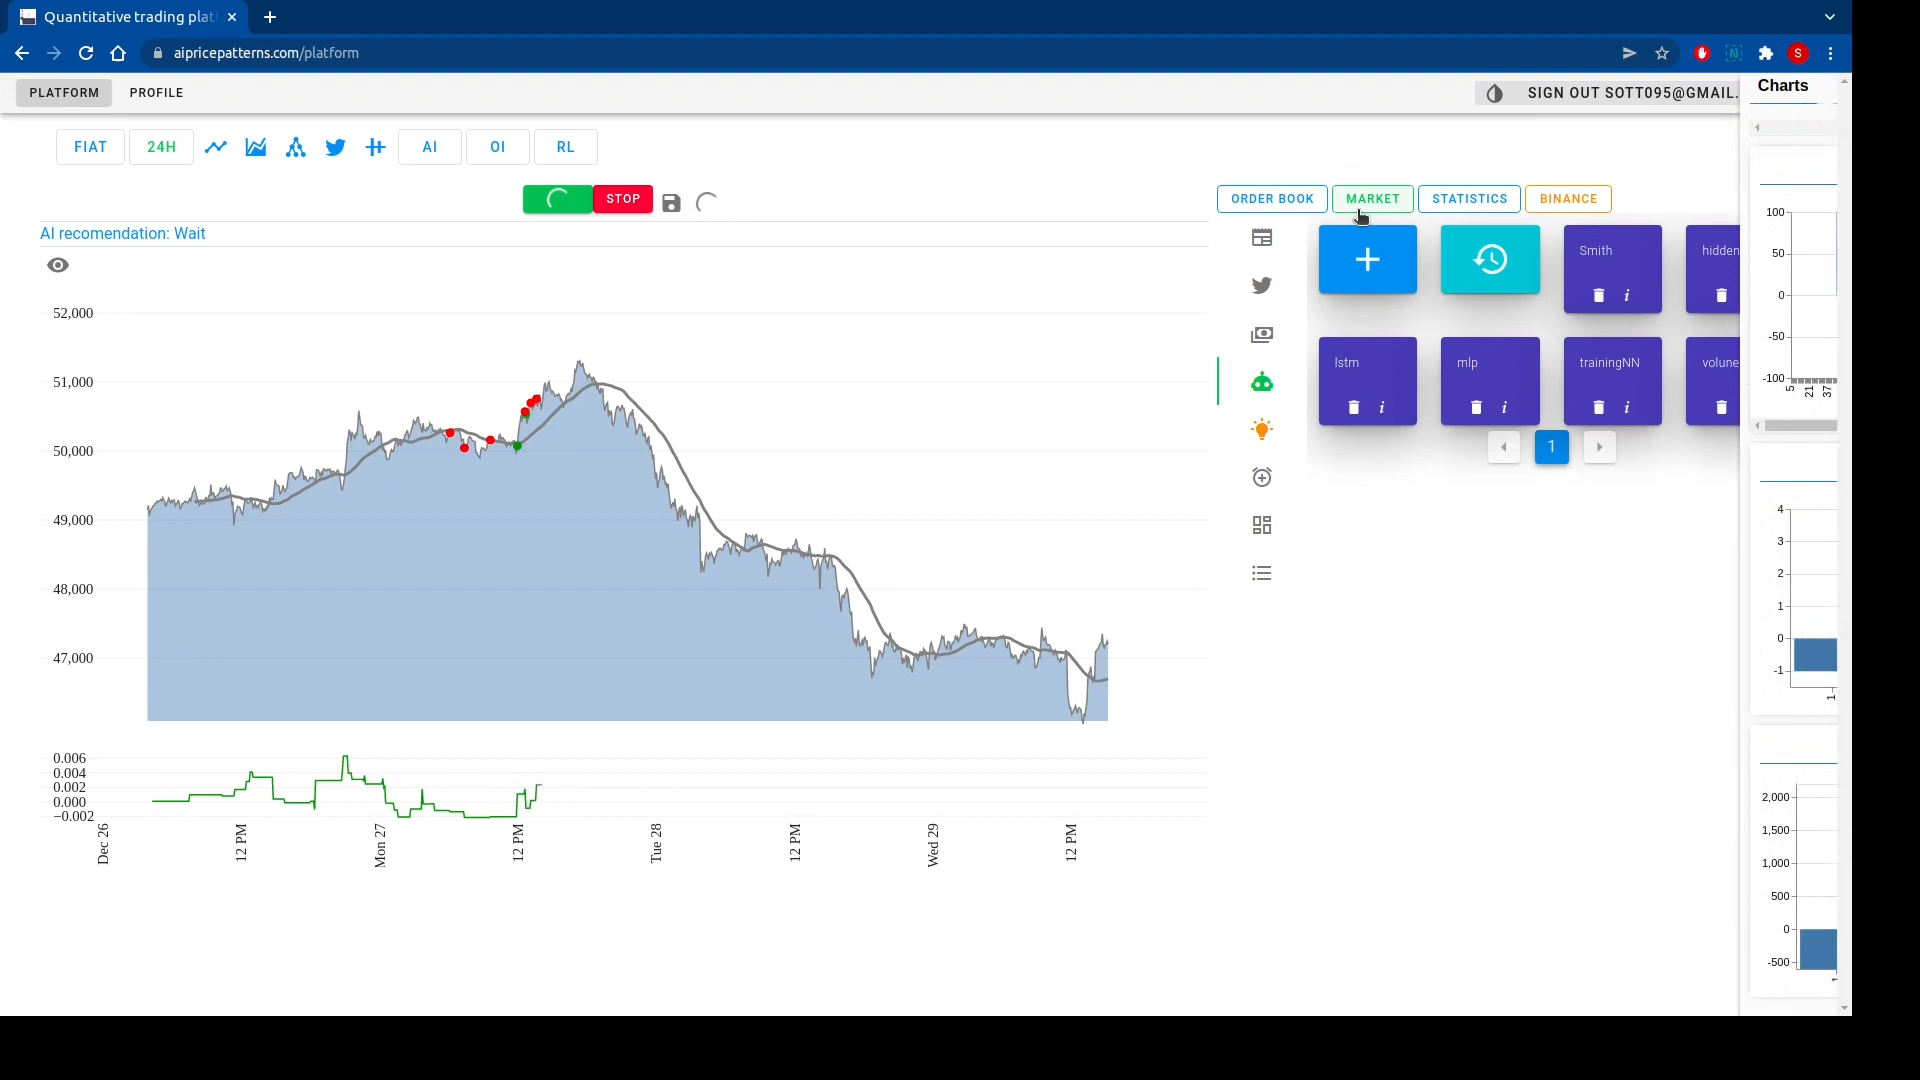 Quantitative trading plat
aipricepatterns.com/platform
S
PLATFORM
PROFILE
SIGN OUT SOTT095@GMAIL.
Charts
FIAT
24H
AI
OI
RL
STOP
ORDER BOOK
MARKET
STATISTICS
BINANCE
AI recomendation: Wait
Smith
i
hidden
lstm
i
mlp
i
trainingNN
i
volune
1
52,000
51,000
50,000
49,000
48,000
47,000
0.006
0.004
0.002
0.000
−0.002
Dec 26
12 PM
Mon 27
12 PM
Tue 28
12 PM
Wed 29
12 PM
100
50
0
-50
-100
5
21
37
4
3
2
1
0
-1
1
2,000
1,500
1,000
500
0
-500